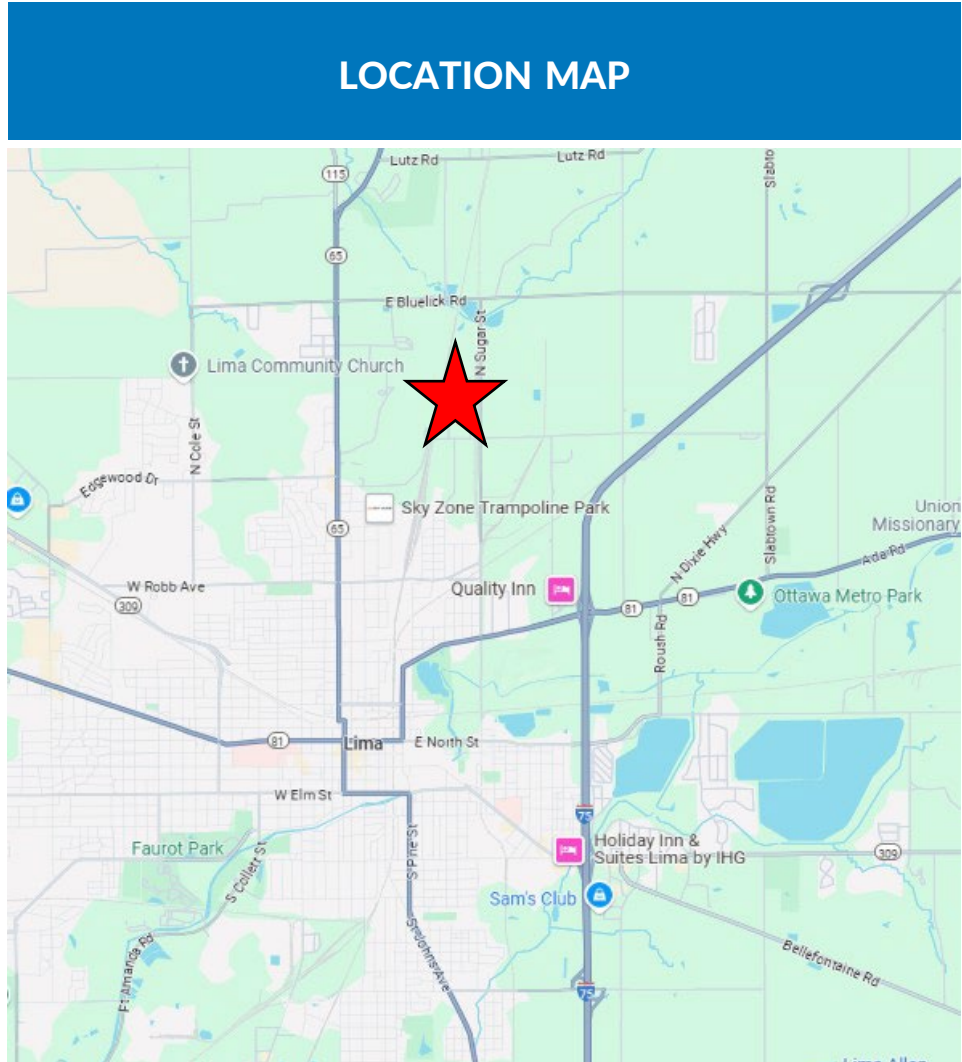 LOCATION MAP
Lutz Rd
Lutz Rd
115
65
E Bluelick Rd
N Sugar St
Lima Community Church
N Cole St
Edgewood Dr
Sky Zone Trampoline Park
65
Slabtown Rd
Union
Missionary
N Dixie Hwy
Ada Rd
W Robb Ave
309
Quality Inn
81
81
Ottawa Metro Park
Roush Rd
81
Lima
E North St
W Elm St
75
Faurot Park
S Collett St
S Pine St
Holiday Inn &
Suites Lima by IHG
309
Sam's Club
St Johns Ave
Ft Amanda Rd
Bellefontaine Rd
75